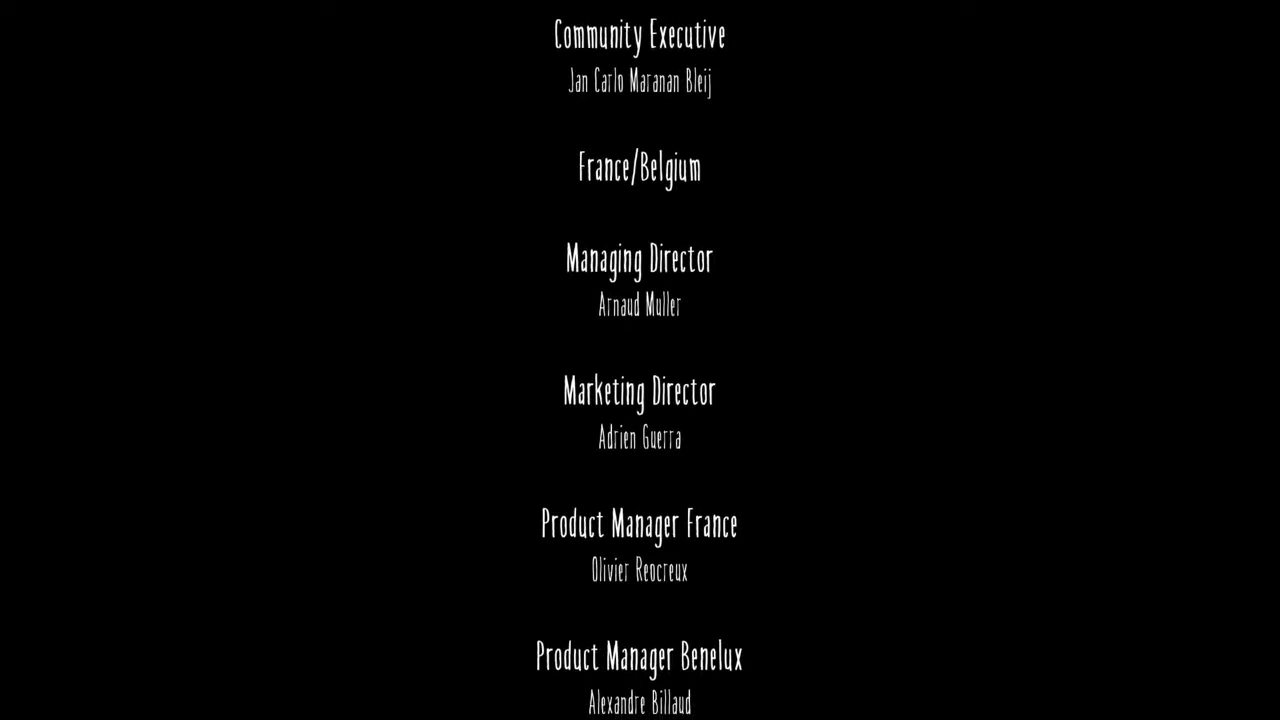 Community Executive
Jan Carlo Maranan Bleij
France/Belgium
Managing Director
Arnaud Muller
Marketing Director
Adrien Guerra
Product Manager France
Olivier Reocreux
Product Manager Benelux
Alexandre Billaud